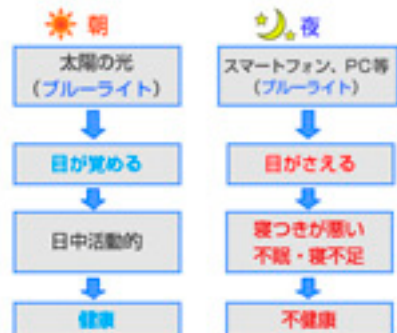 朝
太陽の光
（ブルーライト）
目が覚める
日中活動的
健康
夜
スマートフォン、PC等
（ブルーライト）
目がさえる
寝つきが悪い
不眠・寝不足
不健康